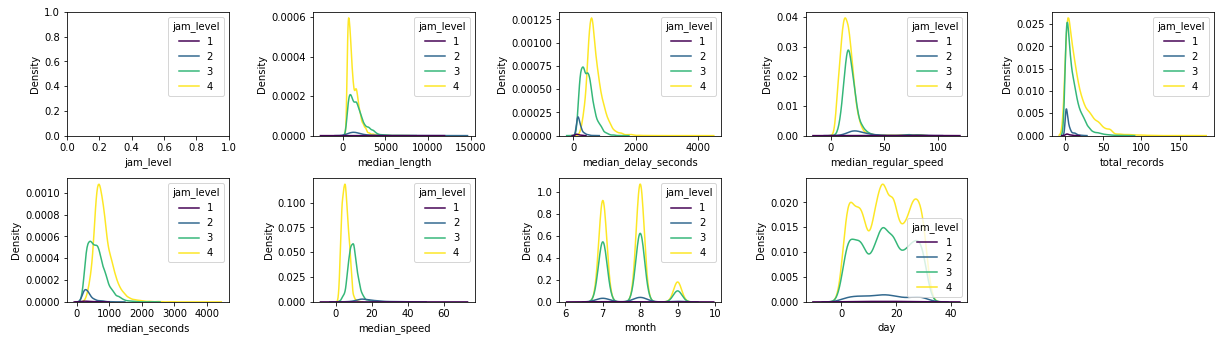 1.0
0.8
0.6
0.4
0.2
0.0
Density
0.0 0.2 0.4 0.6 0.8 1.0
jam_level
jam_level
1
2
3
4
0.0006
0.0004
0.0002
0.0000
Density
0 5000 10000 15000
median_length
jam_level
1
2
3
4
0.00125
0.00100
0.00075
0.00050
0.00025
0.00000
Density
0 2000 4000
median_delay_seconds
jam_level
1
2
3
4
0.04
0.03
0.02
0.01
0.00
Density
0 50 100
median_regular_speed
jam_level
1
2
3
4
0.025
0.020
0.015
0.010
0.005
0.000
Density
0 50 100 150
total_records
jam_level
1
2
3
4
0.0010
0.0008
0.0006
0.0004
0.0002
0.0000
Density
0 1000 2000 3000 4000
median_seconds
jam_level
1
2
3
4
0.100
0.075
0.050
0.025
0.000
Density
0 20 40 60
median_speed
jam_level
1
2
3
4
1.0
0.8
0.6
0.4
0.2
0.0
Density
6 7 8 9 10
month
jam_level
1
2
3
4
0.020
0.015
0.010
0.005
0.000
Density
0 20 40
day
jam_level
1
2
3
4